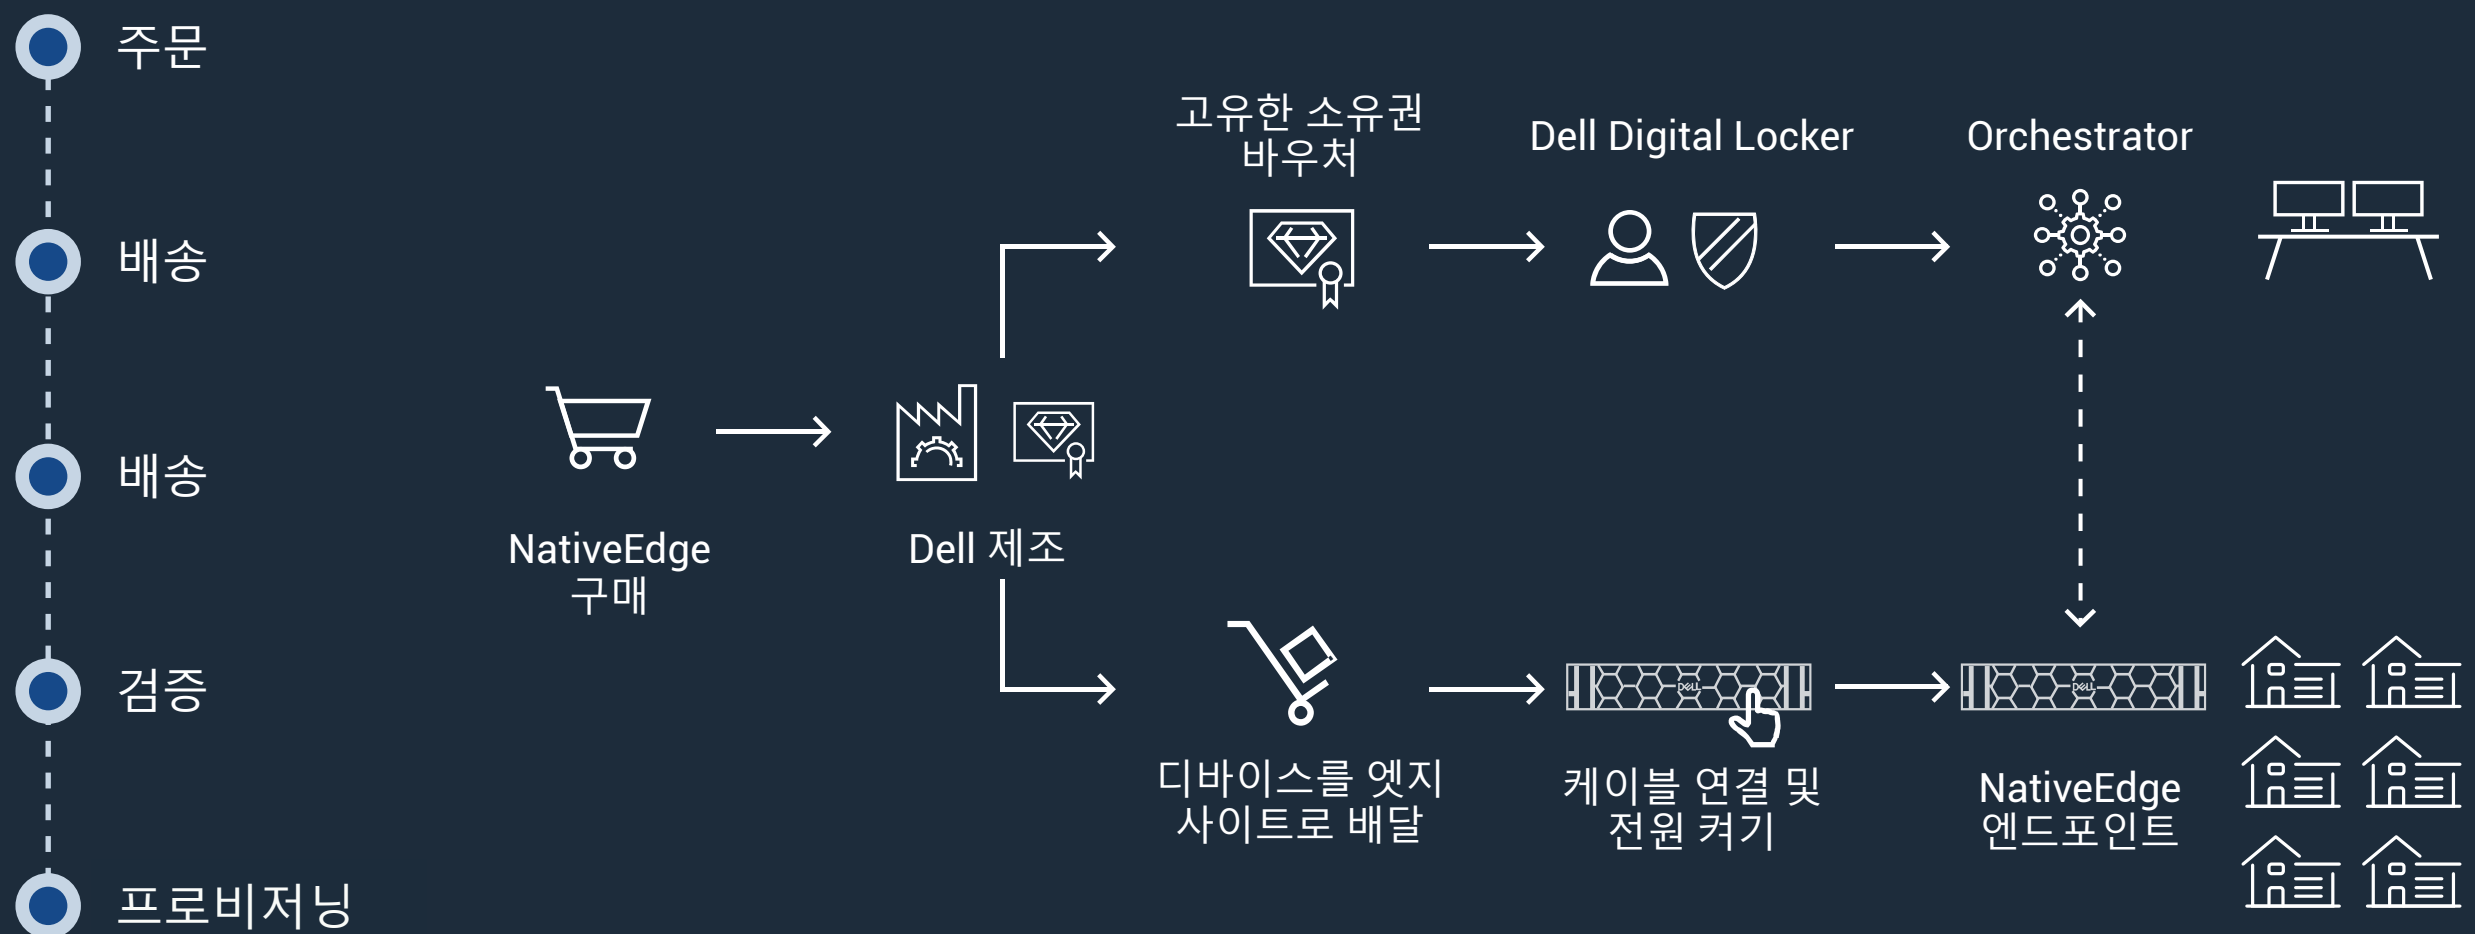 주문
배송
배송
검증
프로비저닝
NativeEdge
구매
Dell 제조
고유한 소유권
바우처
Dell Digital Locker
Orchestrator
디바이스를 엣지
사이트로 배달
DELL
케이블 연결 및
전원 켜기
DELL
NativeEdge
엔드포인트